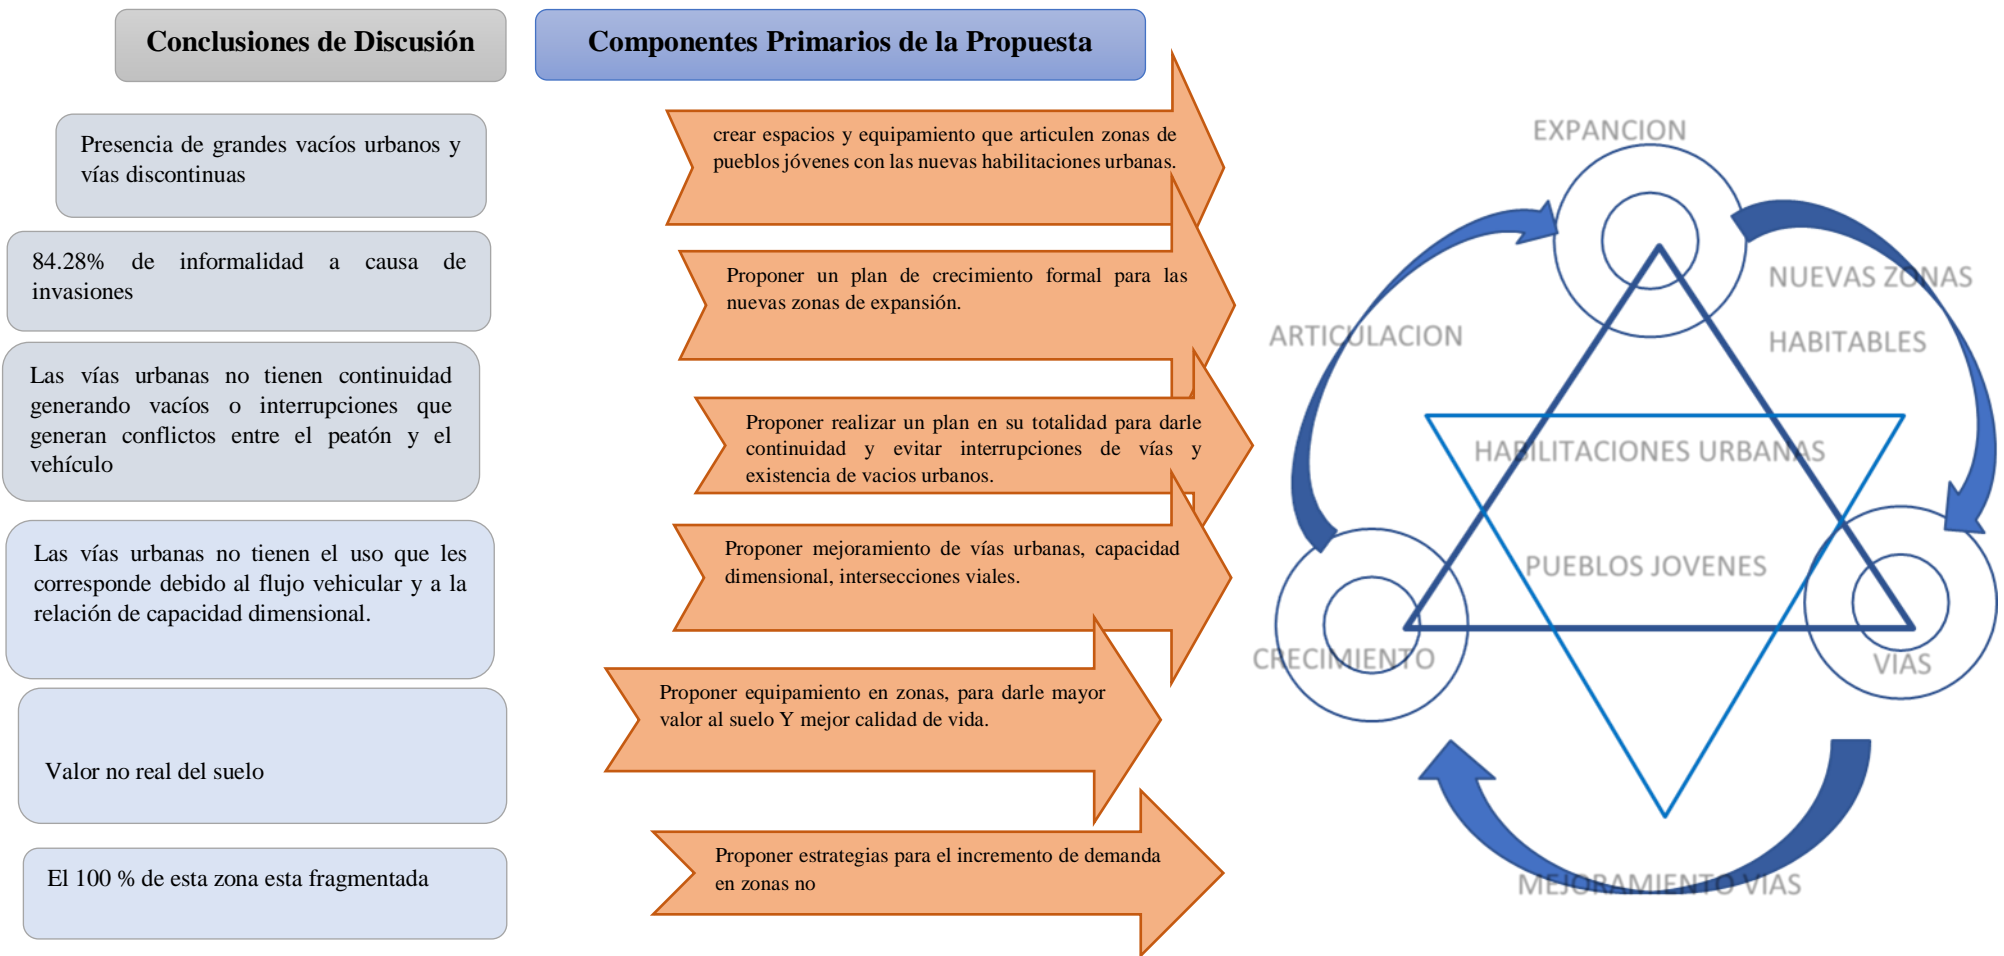 Conclusiones de Discusión
Componentes Primarios de la Propuesta
Presencia de grandes vacíos urbanos y
vías discontinuas
84.28% de informalidad a causa de
invasiones
Las vías urbanas no tienen continuidad
generando vacíos o interrupciones que
generan conflictos entre el peatón y el
vehículo
Las vías urbanas no tienen el uso que les
corresponde debido al flujo vehicular y a la
relación de capacidad dimensional.
Valor no real del suelo
El 100 % de esta zona esta fragmentada
crear espacios y equipamiento que articulen zonas de
pueblos jóvenes con las nuevas habilitaciones urbanas.
Proponer un plan de crecimiento formal para las
nuevas zonas de expansión.
Proponer realizar un plan en su totalidad para darle
continuidad y evitar interrupciones de vías y
existencia de vacios urbanos.
Proponer mejoramiento de vías urbanas, capacidad
dimensional, intersecciones viales.
Proponer equipamiento en zonas, para darle mayor
valor al suelo Y mejor calidad de vida.
Proponer estrategias para el incremento de demanda
en zonas no
EXPANCION
NUEVAS ZONAS
HABITABLES
ARTICULACION
HABILITACIONES URBANAS
PUEBLOS JOVENES
CRECIMIENTO
VIAS
MEJORAMIENTO VIAS